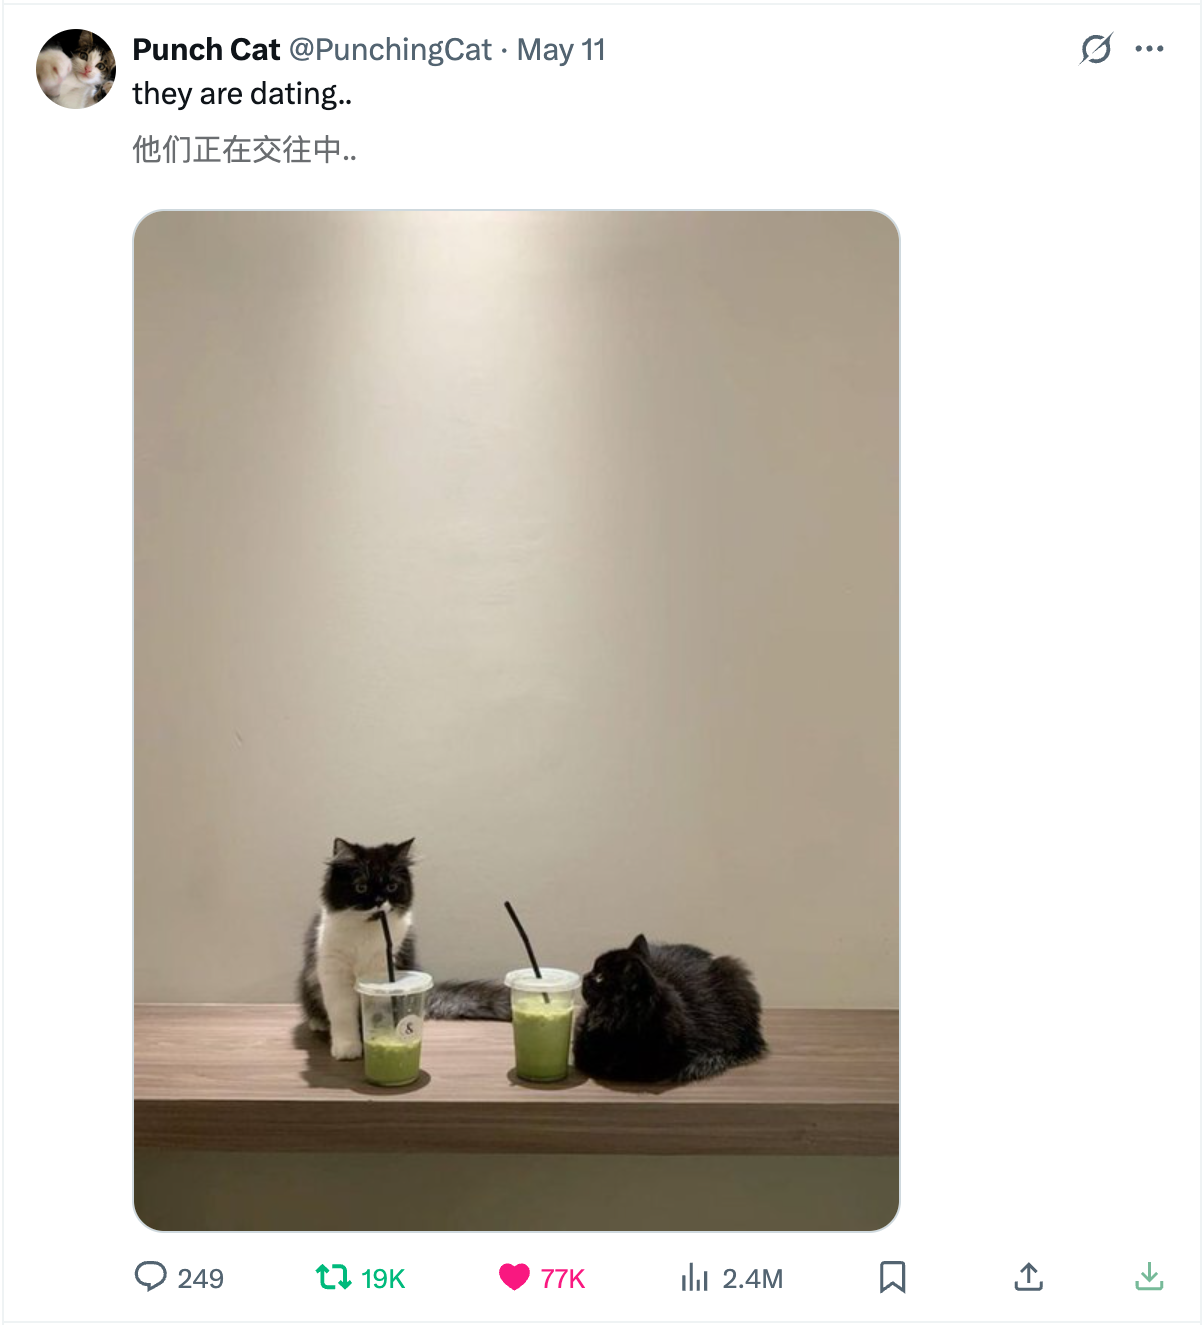 Punch Cat @PunchingCat · May 11
they are dating..
他们正在交往中..
&
249 19K 77K 2.4M